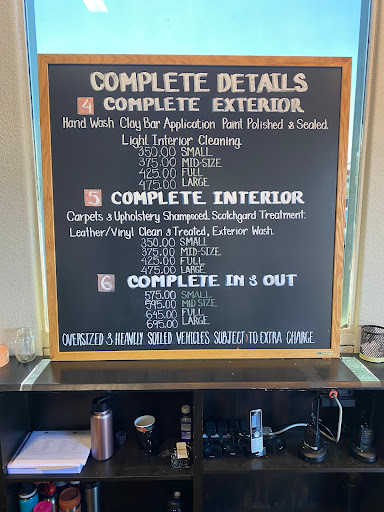 COMPLETE DETAILS
4 COMPLETE EXTERIOR
Hand Wash Clay Bar Application Paint Polished & Sealed.
Light Interior Cleaning.
350.00 SMALL
375.00 MID-SIZE
425.00 FULL
475.00 LARGE
5 COMPLETE INTERIOR
Carpets & Upholstery Shampooed. Scotchgard Treatment.
Leather/Vinyl Clean & Treated, Exterior Wash.
350.00 SMALL
375.00 MID-SIZE
425.00 FULL
475.00 LARGE
6 COMPLETE IN & OUT
575.00 SMALL
595.00 MIDSIZE
645.00 FULL
695.00 LARGE
OVERSIZED & HEAVILY SOILED VEHICLES SUBJECT TO EXTRA CHARGE